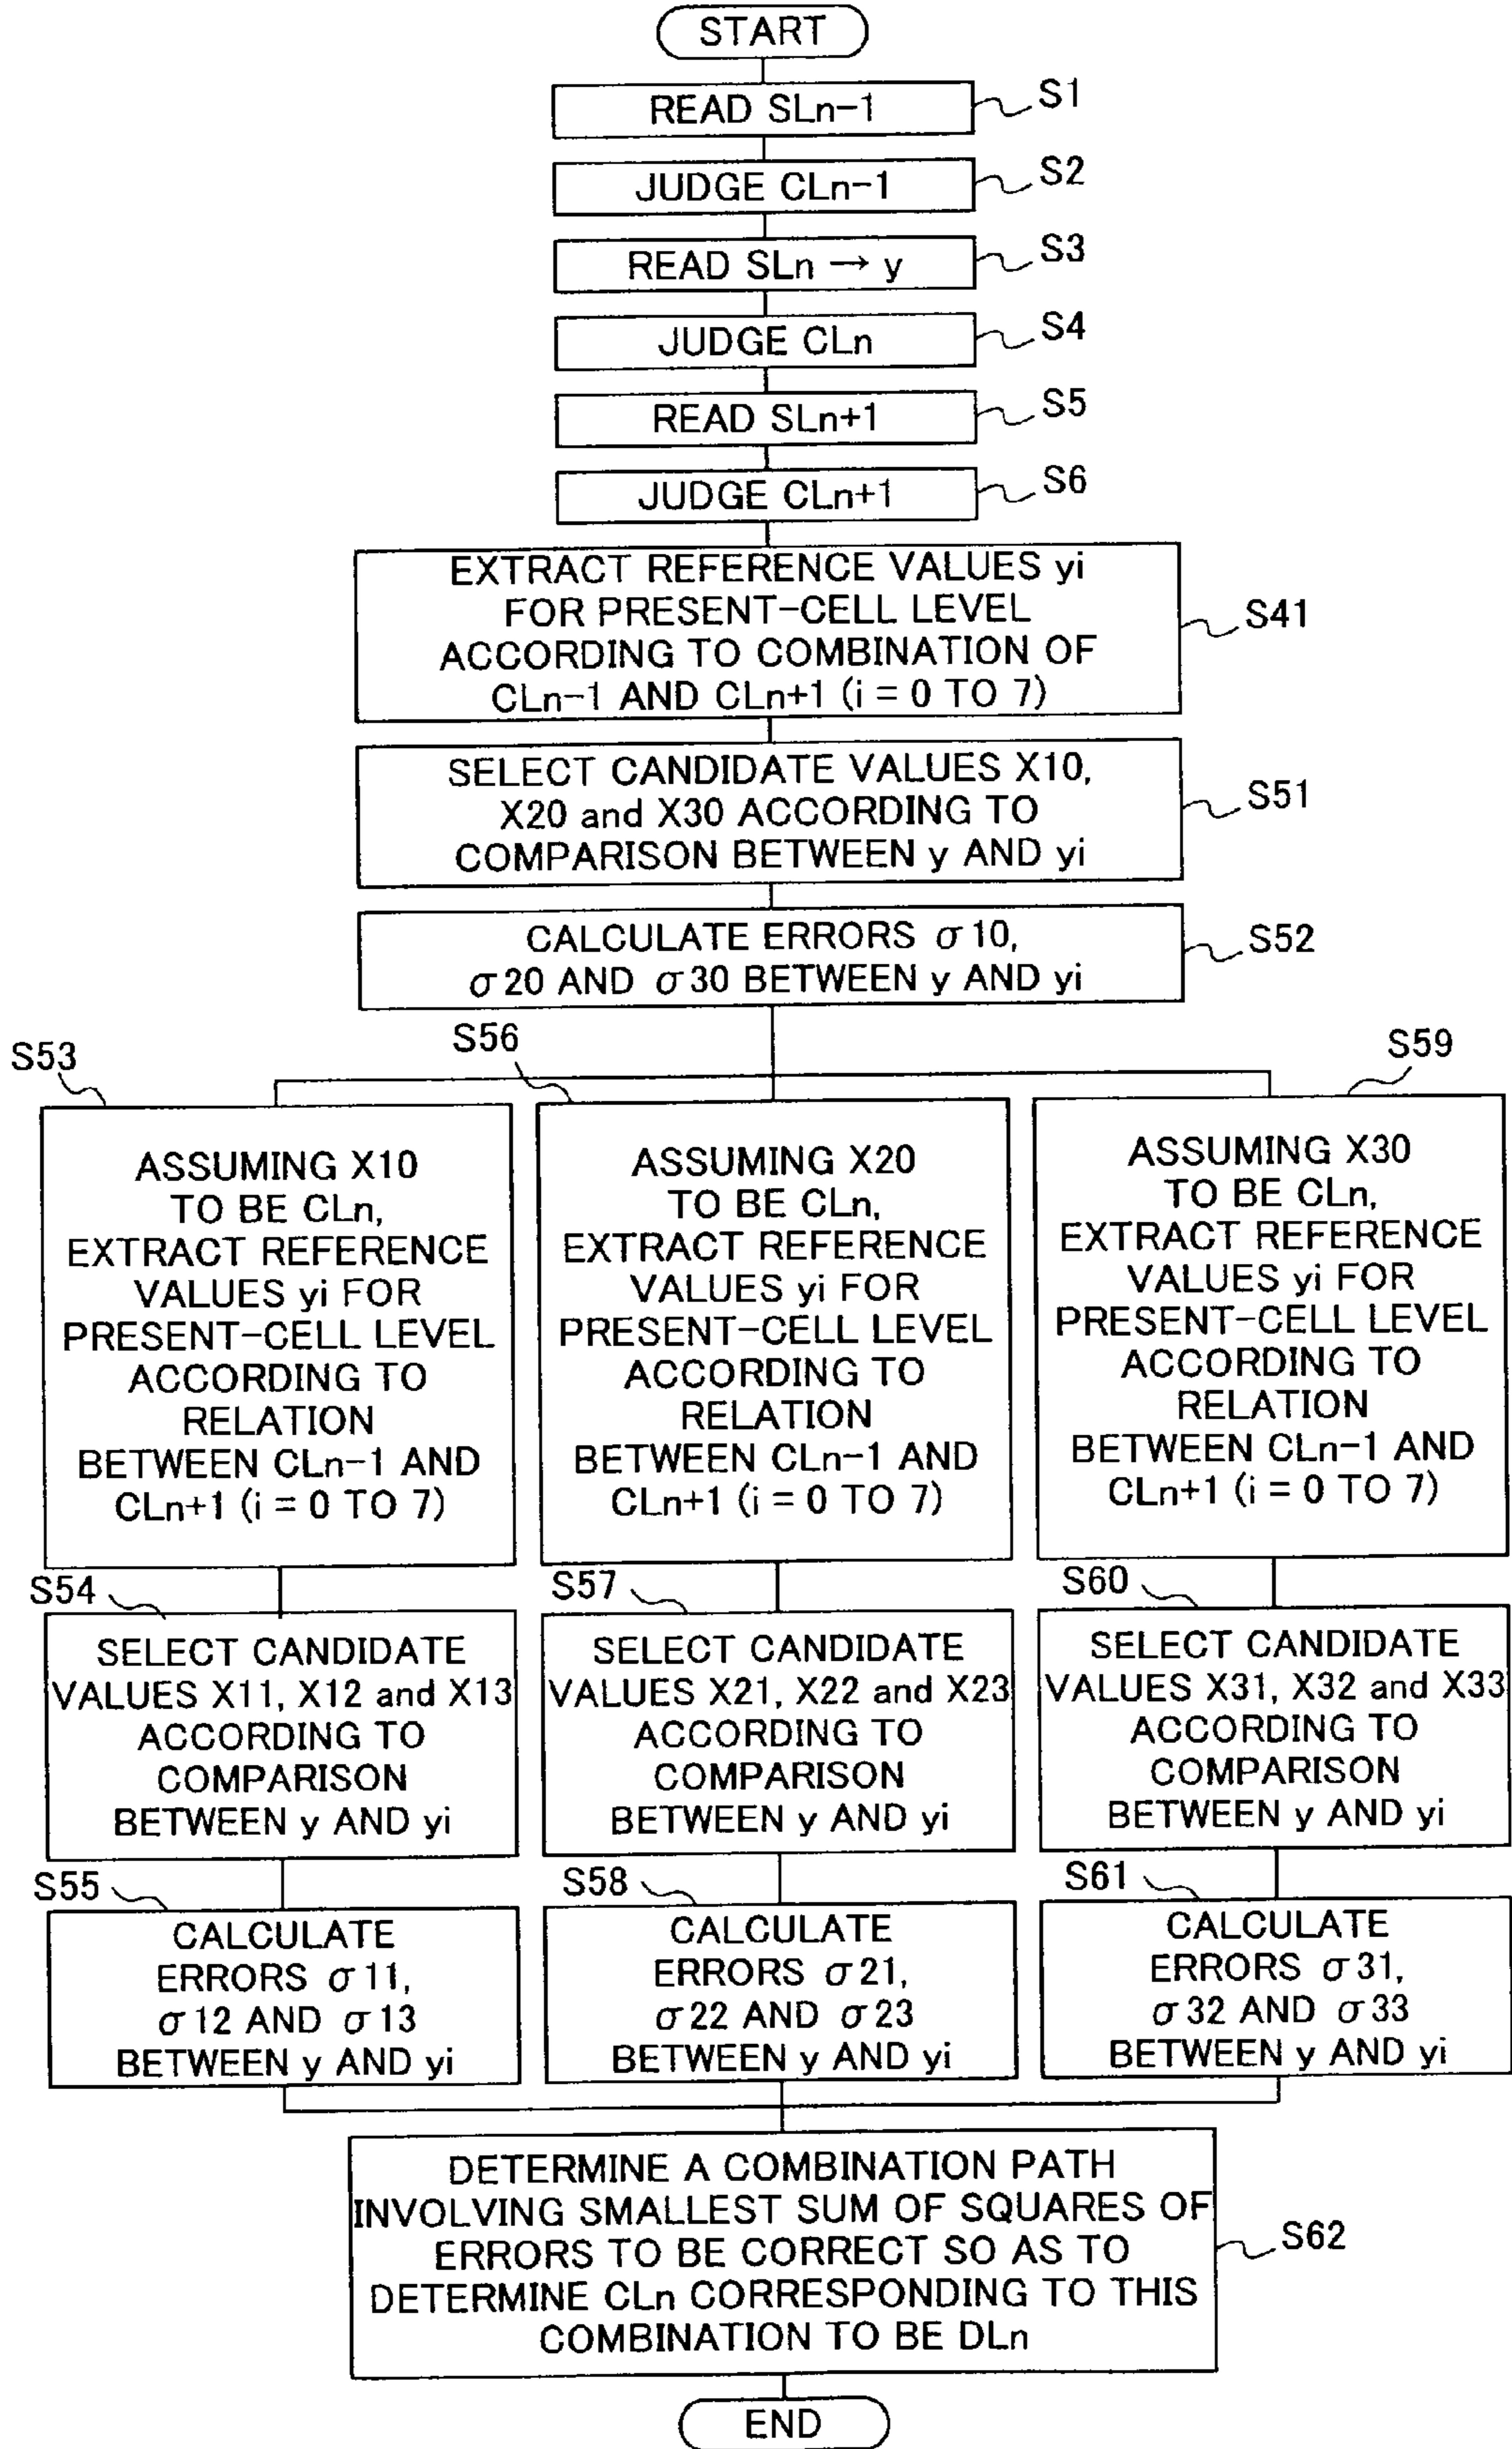 START
READ SLn-1
S1
JUDGE CLn-1
S2
READ SLn → y
S3
JUDGE CLn
S4
READ SLn+1
S5
JUDGE CLn+1
S6
EXTRACT REFERENCE VALUES yi
FOR PRESENT-CELL LEVEL
ACCORDING TO COMBINATION OF
CLn-1 AND CLn+1 (i = 0 TO 7)
S41
SELECT CANDIDATE VALUES X10,
X20 and X30 ACCORDING TO
COMPARISON BETWEEN y AND yi
S51
CALCULATE ERRORS σ10,
σ20 AND σ30 BETWEEN y AND yi
S52
S53
ASSUMING X10
TO BE CLn,
EXTRACT REFERENCE
VALUES yi FOR
PRESENT-CELL LEVEL
ACCORDING TO
RELATION
BETWEEN CLn-1 AND
CLn+1 (i = 0 TO 7)
S54
SELECT CANDIDATE
VALUES X11, X12 and X13
ACCORDING TO
COMPARISON
BETWEEN y AND yi
S55
CALCULATE
ERRORS σ11,
σ12 AND σ13
BETWEEN y AND yi
S56
ASSUMING X20
TO BE CLn,
EXTRACT REFERENCE
VALUES yi FOR
PRESENT-CELL LEVEL
ACCORDING TO
RELATION
BETWEEN CLn-1 AND
CLn+1 (i = 0 TO 7)
S57
SELECT CANDIDATE
VALUES X21, X22 and X23
ACCORDING TO
COMPARISON
BETWEEN y AND yi
S58
CALCULATE
ERRORS σ21,
σ22 AND σ23
BETWEEN y AND yi
S59
ASSUMING X30
TO BE CLn,
EXTRACT REFERENCE
VALUES yi FOR
PRESENT-CELL LEVEL
ACCORDING TO
RELATION
BETWEEN CLn-1 AND
CLn+1 (i = 0 TO 7)
S60
SELECT CANDIDATE
VALUES X31, X32 and X33
ACCORDING TO
COMPARISON
BETWEEN y AND yi
S61
CALCULATE
ERRORS σ31,
σ32 AND σ33
BETWEEN y AND yi
DETERMINE A COMBINATION PATH
INVOLVING SMALLEST SUM OF SQUARES OF
ERRORS TO BE CORRECT SO AS TO
DETERMINE CLn CORRESPONDING TO THIS
COMBINATION TO BE DLn
S62
END